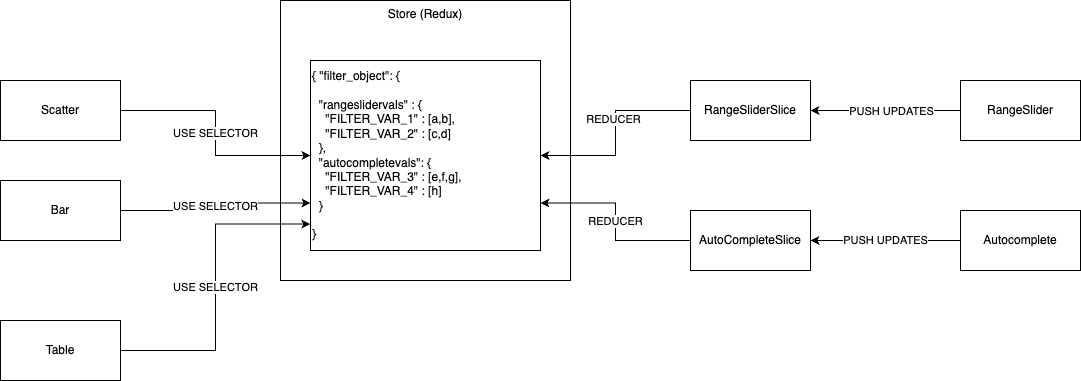 Store (Redux)
{ "filter_object": {
"rangeslidervals" : {
"FILTER_VAR_1" : [a,b],
"FILTER_VAR_2" : [c,d]
},
"autocompletevals": {
"FILTER_VAR_3" : [e,f,g],
"FILTER_VAR_4" : [h]
}
}
Scatter
USE SELECTOR
Bar
USE SELECTOR
USE SELECTOR
Table
REDUCER
RangeSliderSlice
PUSH UPDATES
RangeSlider
REDUCER
AutoCompleteSlice
PUSH UPDATES
Autocomplete